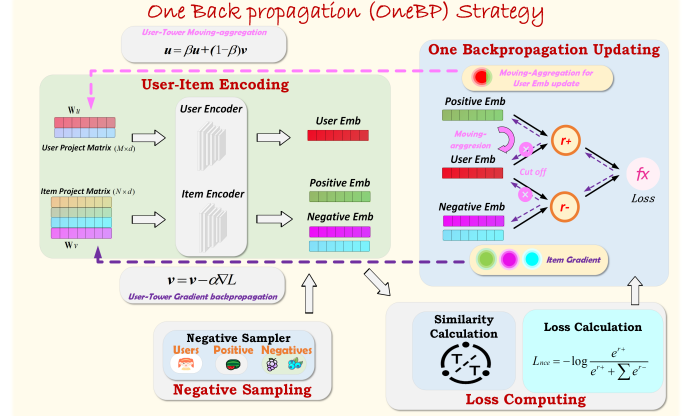 One Back propagation (OneBP) Strategy
User-Tower Moving-aggregation
u = βu+(1-β)v
User-Item Encoding
W_U
User Project Matrix (M×d)
Item Project Matrix (N×d)
W_V
User Encoder
Item Encoder
User Emb
Positive Emb
Negative Emb
v = v-α∇L
User-Tower Gradient backpropagation
One Backpropagation Updating
Moving-Aggregation for
User Emb update
Positive Emb
Moving-
aggregation
User Emb
Cut off
Negative Emb
r+
r-
fx
Loss
Item Gradient
Negative Sampler
Users
Positive
Negatives
Negative Sampling
Similarity
Calculation
T T
Loss Calculation
L_nce = -log e^{r+} / (e^{r+} + ∑ e^{r-})
Loss Computing